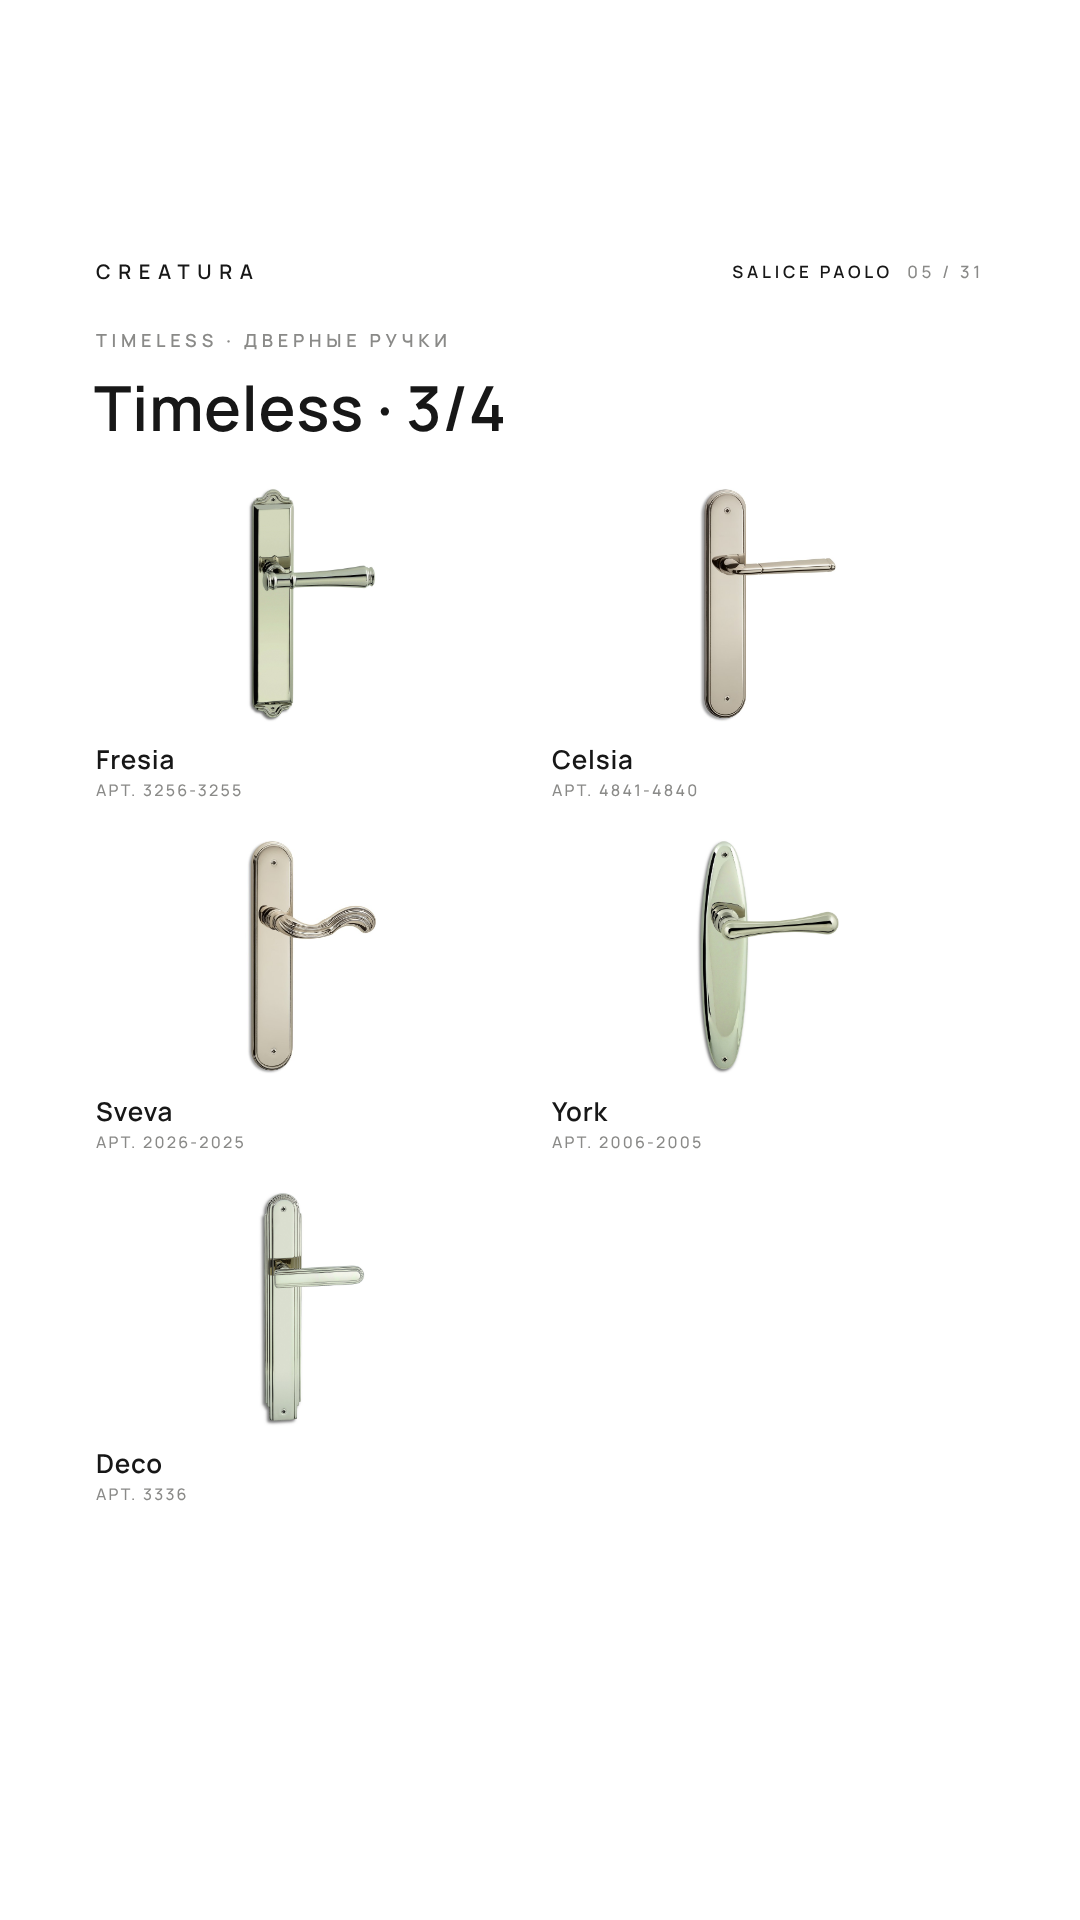 CREATURA
SALICE PAOLO 05 / 31
TIMELESS · ДВЕРНЫЕ РУЧКИ
Timeless · 3/4
Fresia
АРТ. 3256-3255
Celsia
АРТ. 4841-4840
Sveva
АРТ. 2026-2025
York
АРТ. 2006-2005
Deco
АРТ. 3336